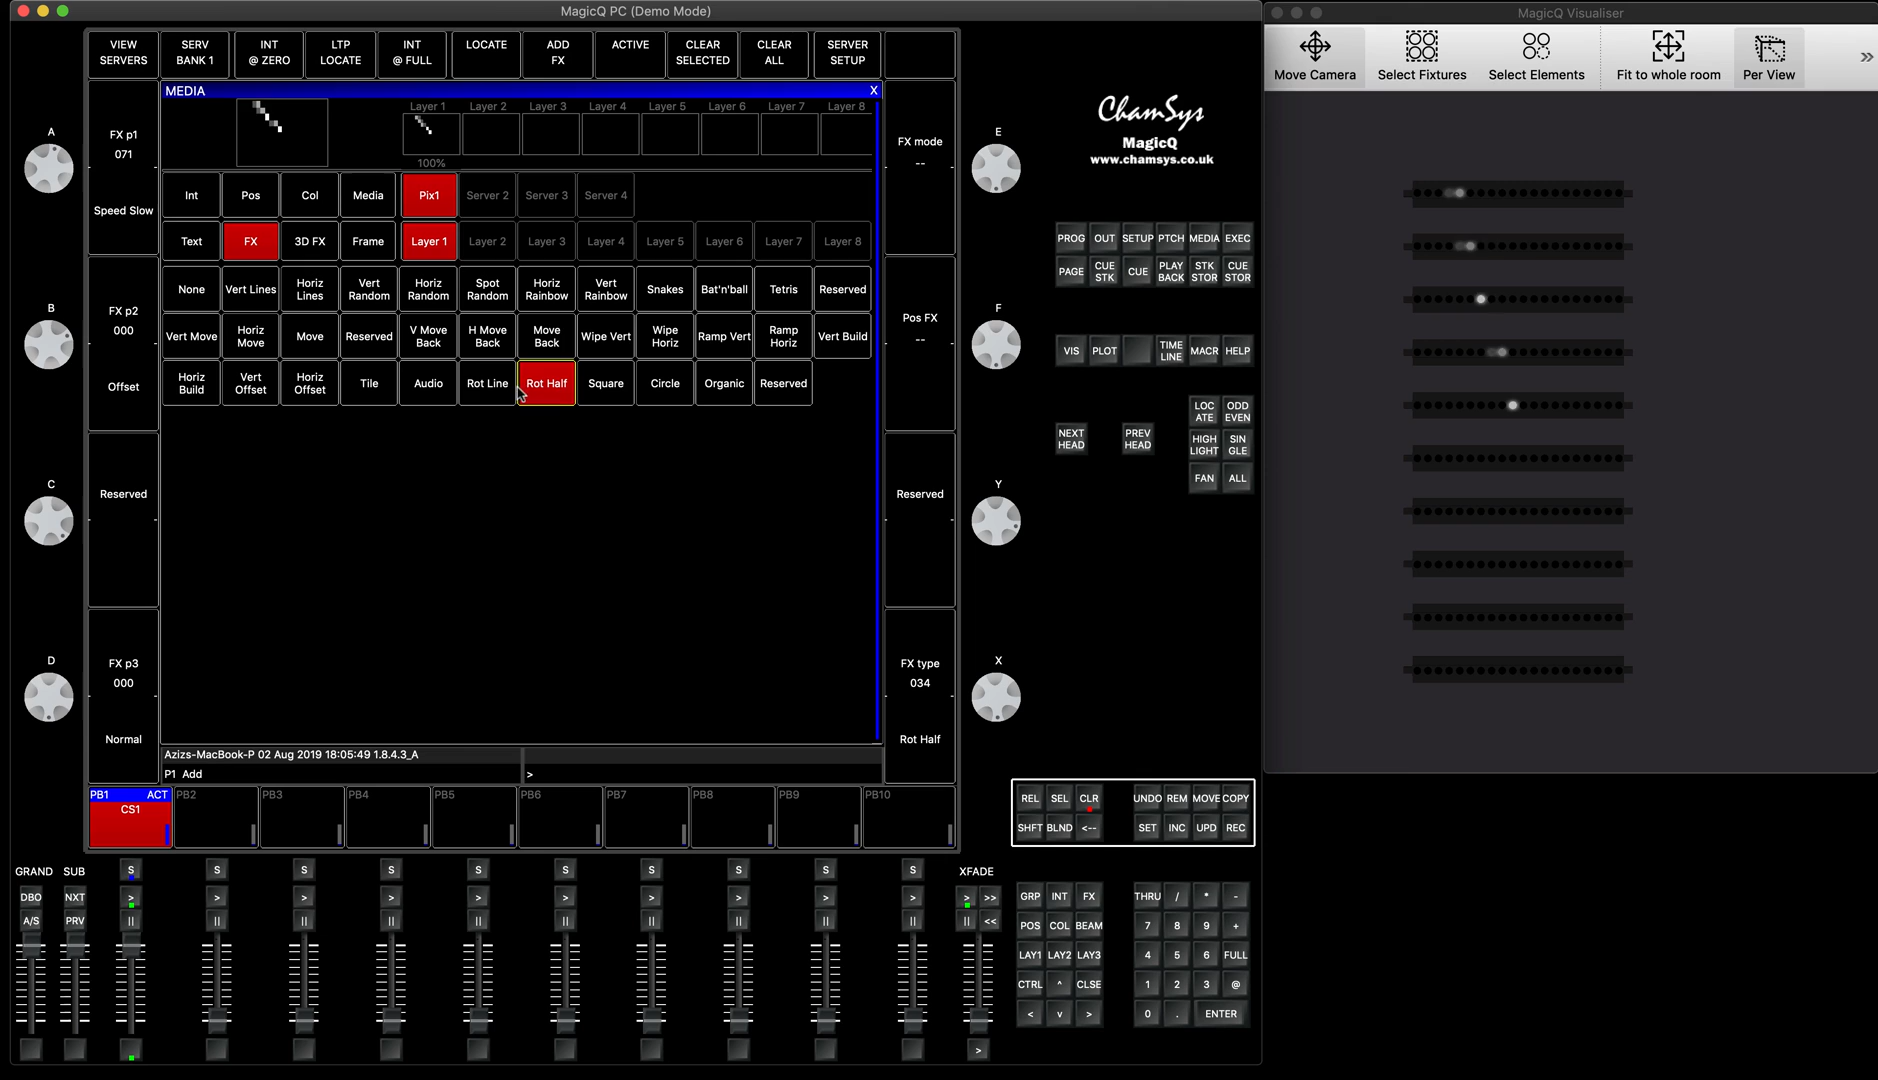 MagicQ PC (Demo Mode)
MagicQ Visualiser
VIEW SERVERS
SERV BANK 1
INT @ ZERO
LTP LOCATE
INT @ FULL
LOCATE
ADD FX
ACTIVE
CLEAR SELECTED
CLEAR ALL
SERVER SETUP
Move Camera
Select Fixtures
Select Elements
Fit to whole room
Per View
»
MEDIA X
Layer 1 Layer 2 Layer 3 Layer 4 Layer 5 Layer 6 Layer 7 Layer 8
100%
Int Pos Col Media Pix1 Server 2 Server 3 Server 4
Text FX 3D FX Frame Layer 1 Layer 2 Layer 3 Layer 4 Layer 5 Layer 6 Layer 7 Layer 8
None Vert Lines Horiz Lines Vert Random Horiz Random Spot Random Horiz Rainbow Vert Rainbow Snakes Bat'n'ball Tetris Reserved
Vert Move Horiz Move Move Reserved V Move Back H Move Back Move Back Wipe Vert Wipe Horiz Ramp Vert Ramp Horiz Vert Build
Horiz Build Vert Offset Horiz Offset Tile Audio Rot Line Rot Half Square Circle Organic Reserved
A
FX p1
071
Speed Slow
B
FX p2
000
Offset
C
Reserved
D
FX p3
000
Normal
FX mode
--
E
Pos FX
--
F
Reserved
Y
FX type
034
Rot Half
X
ChamSys
MagicQ
www.chamsys.co.uk
PROG OUT SETUP PTCH MEDIA EXEC
PAGE CUE STK CUE PLAY BACK STK STOR CUE STOR
VIS PLOT TIME LINE MACR HELP
LOC ATE ODD EVEN
NEXT HEAD PREV HEAD HIGH LIGHT SIN GLE
FAN ALL
Azizs-MacBook-P 02 Aug 2019 18:05:49 1.8.4.3_A
P1 Add
>
PB1 ACT PB2 PB3 PB4 PB5 PB6 PB7 PB8 PB9 PB10
CS1
REL SEL CLR UNDO REM MOVE COPY
SHFT BLND <-- SET INC UPD REC
GRAND SUB S S S S S S S S S S XFADE
DBO NXT > > > > > > > > > > > >>
A/S PRV || || || || || || || || || || || <<
>
GRP INT FX THRU / * -
POS COL BEAM 7 8 9 +
LAY1 LAY2 LAY3 4 5 6 FULL
CTRL ^ CLSE 1 2 3 @
< v > 0 . ENTER